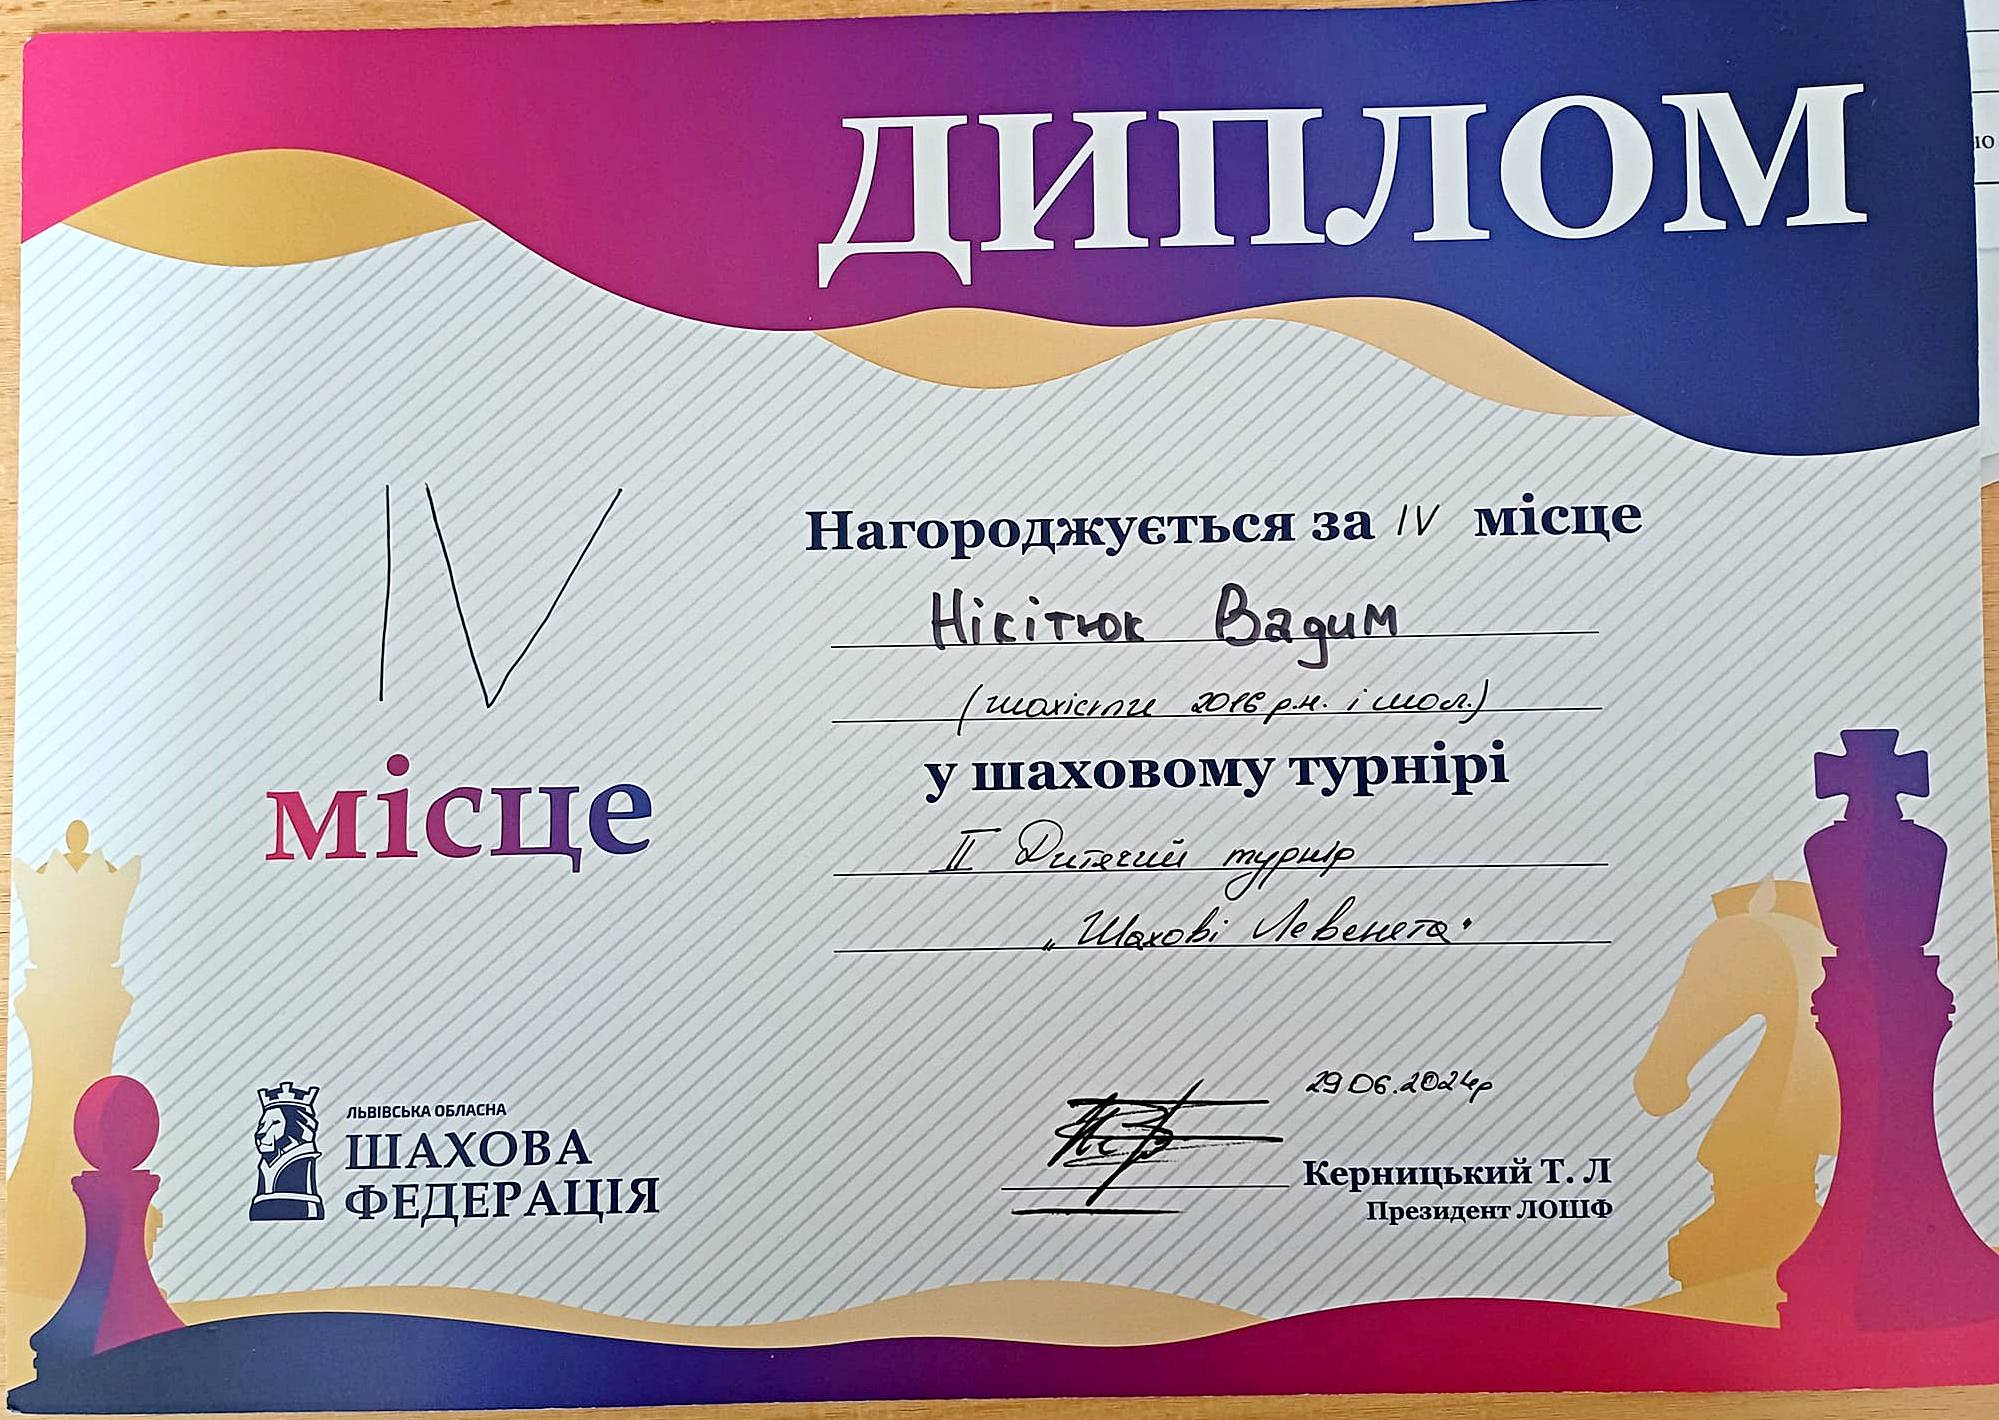 ДИПЛОМ
IV
місце
Нагороджується за IV місце
Нікітюк Вадим
(шахісти 2016 р.н. і мол.)
у шаховому турнірі
II Дитячий турнір
„Шахові Левенята"
ЛЬВІВСЬКА ОБЛАСНА
ШАХОВА
ФЕДЕРАЦІЯ
29.06.2024р
Керницький Т. Л
Президент ЛОШФ